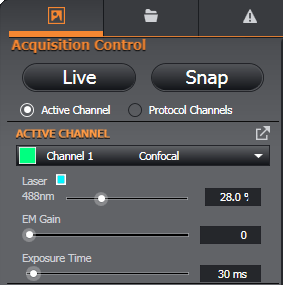 Acquisition Control
Live Snap
Active Channel Protocol Channels
ACTIVE CHANNEL
Channel 1 Confocal
Laser
488nm 28.0 %
EM Gain
0
Exposure Time
30 ms